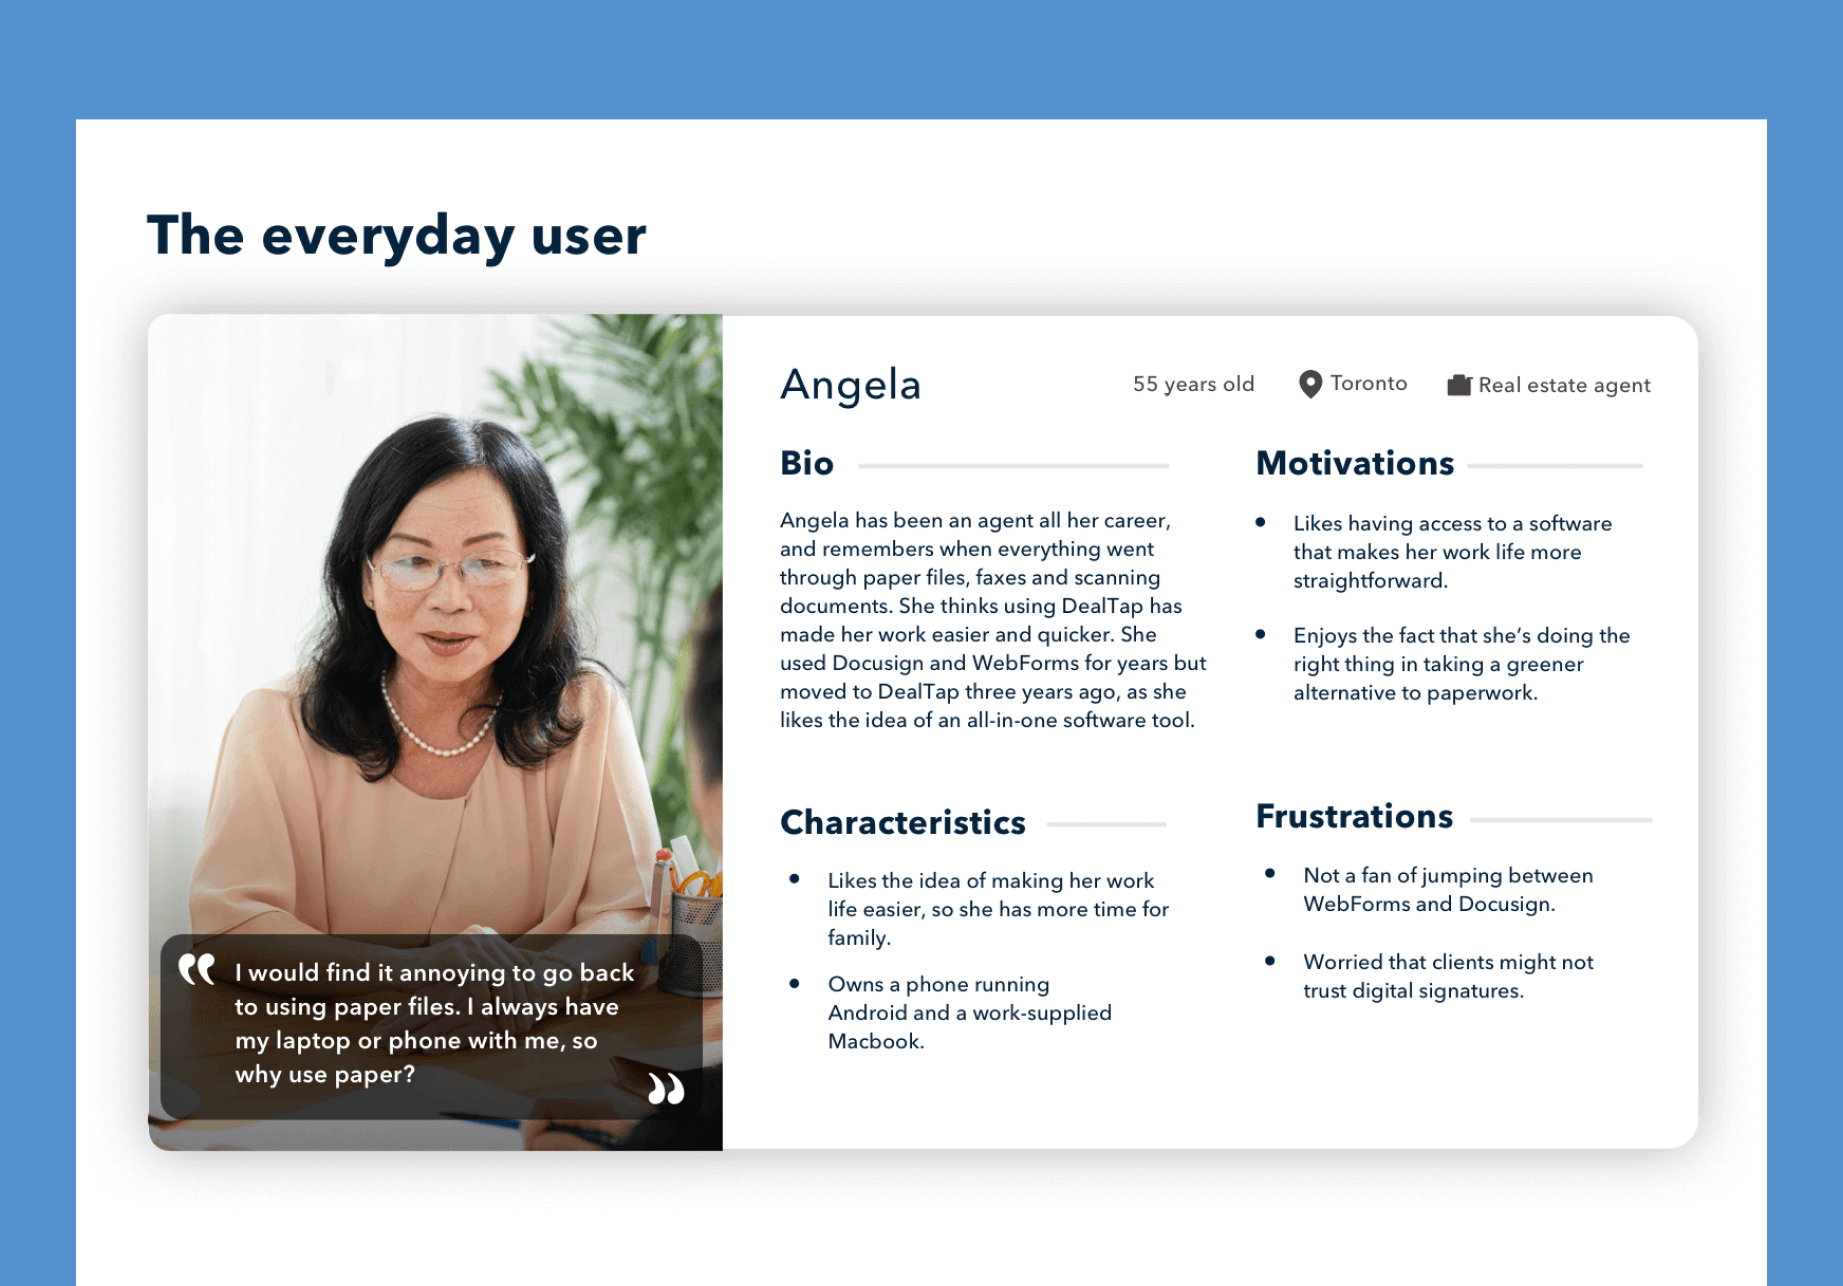 The everyday user
Angela
55 years old
Toronto
Real estate agent
Bio
Angela has been an agent all her career,
and remembers when everything went
through paper files, faxes and scanning
documents. She thinks using DealTap has
made her work easier and quicker. She
used Docusign and WebForms for years but
moved to DealTap three years ago, as she
likes the idea of an all-in-one software tool.
Motivations
• Likes having access to a software
that makes her work life more
straightforward.
• Enjoys the fact that she’s doing the
right thing in taking a greener
alternative to paperwork.
Characteristics
• Likes the idea of making her work
life easier, so she has more time for
family.
• Owns a phone running
Android and a work-supplied
Macbook.
Frustrations
• Not a fan of jumping between
WebForms and Docusign.
• Worried that clients might not
trust digital signatures.
“ I would find it annoying to go back
to using paper files. I always have
my laptop or phone with me, so
why use paper? ”